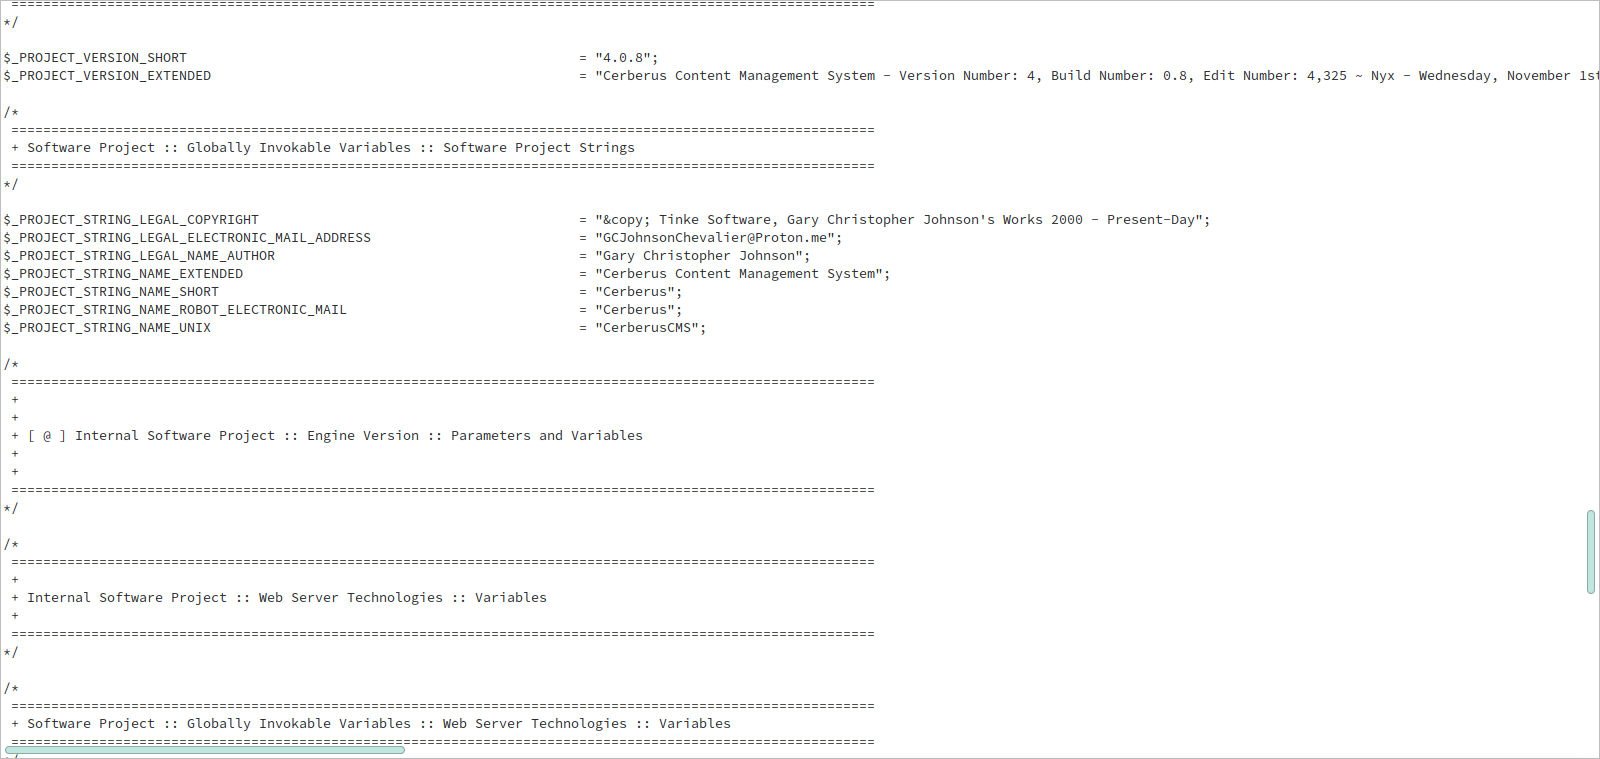 ===========================================================================================================
*/
$_PROJECT_VERSION_SHORT = "4.0.8";
$_PROJECT_VERSION_EXTENDED = "Cerberus Content Management System - Version Number: 4, Build Number: 0.8, Edit Number: 4,325 ~ Nyx - Wednesday, November 1st
/*
============================================================================================================
+ Software Project :: Globally Invokable Variables :: Software Project Strings
============================================================================================================
*/
$_PROJECT_STRING_LEGAL_COPYRIGHT = "&copy; Tinke Software, Gary Christopher Johnson's Works 2000 - Present-Day";
$_PROJECT_STRING_LEGAL_ELECTRONIC_MAIL_ADDRESS = "GCJohnsonChevalier@Proton.me";
$_PROJECT_STRING_LEGAL_NAME_AUTHOR = "Gary Christopher Johnson";
$_PROJECT_STRING_NAME_EXTENDED = "Cerberus Content Management System";
$_PROJECT_STRING_NAME_SHORT = "Cerberus";
$_PROJECT_STRING_NAME_ROBOT_ELECTRONIC_MAIL = "Cerberus";
$_PROJECT_STRING_NAME_UNIX = "CerberusCMS";
/*
============================================================================================================
+
+
+ [ @ ] Internal Software Project :: Engine Version :: Parameters and Variables
+
+
============================================================================================================
*/
/*
============================================================================================================
+
+ Internal Software Project :: Web Server Technologies :: Variables
+
============================================================================================================
*/
/*
============================================================================================================
+ Software Project :: Globally Invokable Variables :: Web Server Technologies :: Variables
============================================================================================================